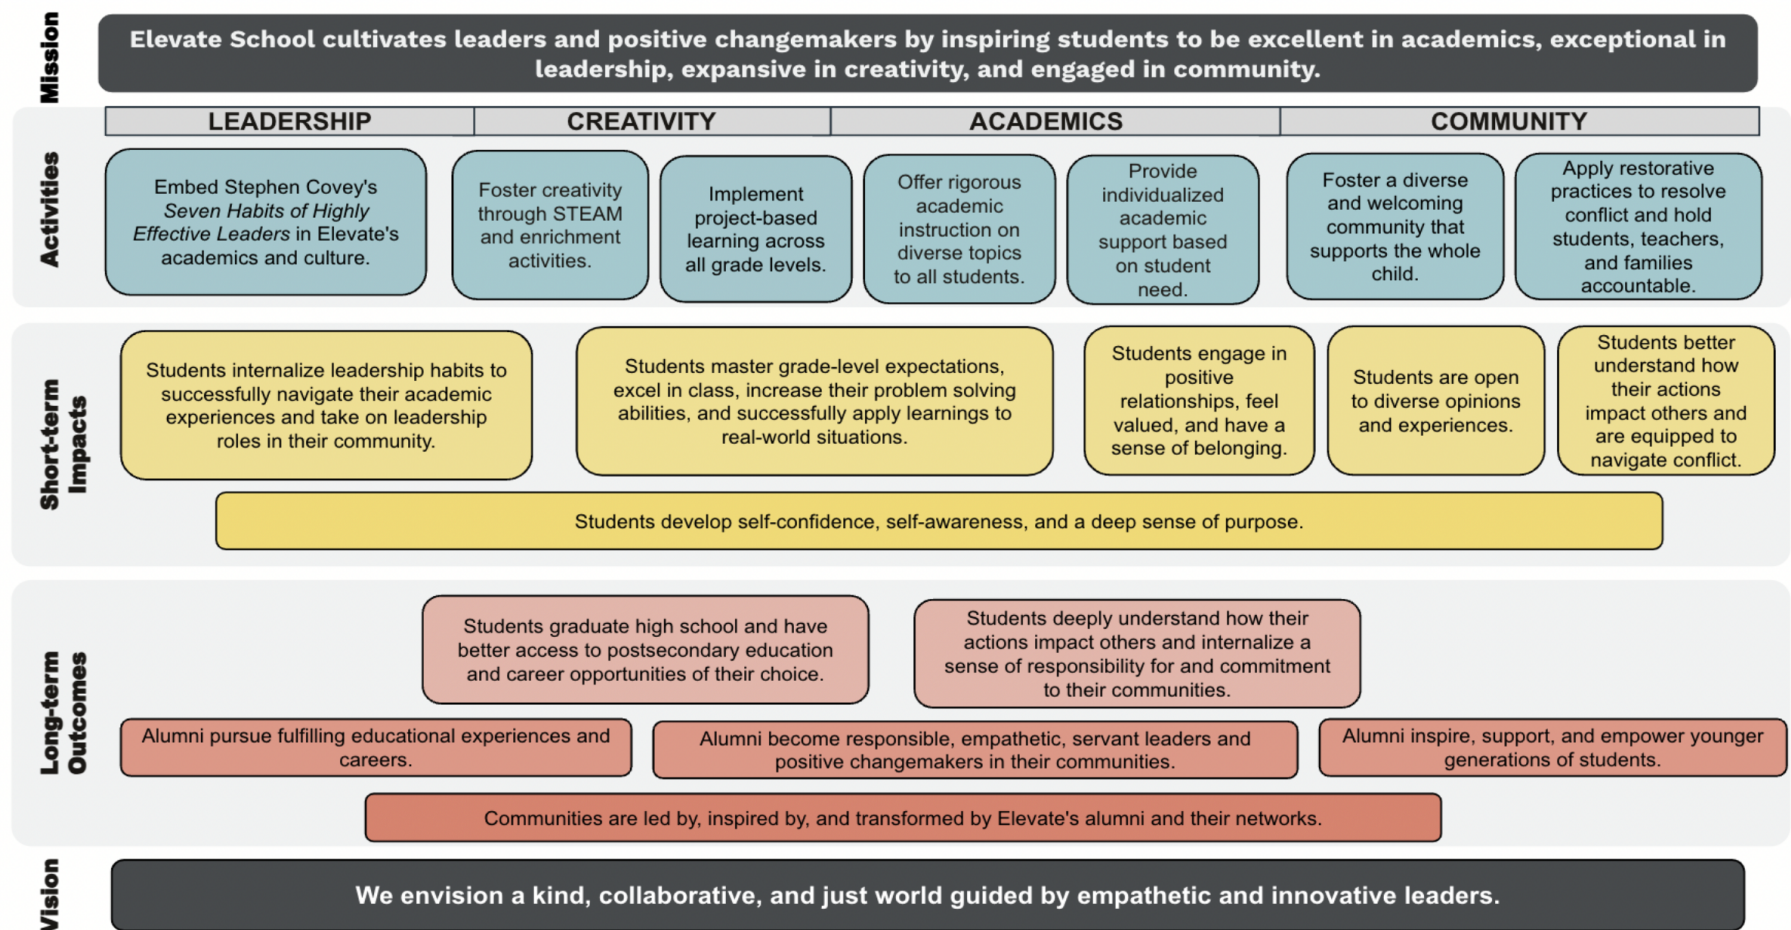 Mission
Elevate School cultivates leaders and positive changemakers by inspiring students to be excellent in academics, exceptional in
leadership, expansive in creativity, and engaged in community.
LEADERSHIP
CREATIVITY
ACADEMICS
COMMUNITY
Activities
Embed Stephen Covey's
Seven Habits of Highly
Effective Leaders in Elevate's
academics and culture.
Foster creativity
through STEAM
and enrichment
activities.
Implement
project-based
learning across
all grade levels.
Offer rigorous
academic
instruction on
diverse topics
to all students.
Provide
individualized
academic
support based
on student
need.
Foster a diverse
and welcoming
community that
supports the whole
child.
Apply restorative
practices to resolve
conflict and hold
students, teachers,
and families
accountable.
Short-term
Impacts
Students internalize leadership habits to
successfully navigate their academic
experiences and take on leadership
roles in their community.
Students master grade-level expectations,
excel in class, increase their problem solving
abilities, and successfully apply learnings to
real-world situations.
Students engage in
positive
relationships, feel
valued, and have a
sense of belonging.
Students are open
to diverse opinions
and experiences.
Students better
understand how
their actions
impact others and
are equipped to
navigate conflict.
Students develop self-confidence, self-awareness, and a deep sense of purpose.
Long-term
Outcomes
Students graduate high school and have
better access to postsecondary education
and career opportunities of their choice.
Students deeply understand how their
actions impact others and internalize a
sense of responsibility for and commitment
to their communities.
Alumni pursue fulfilling educational experiences and
careers.
Alumni become responsible, empathetic, servant leaders and
positive changemakers in their communities.
Alumni inspire, support, and empower younger
generations of students.
Communities are led by, inspired by, and transformed by Elevate's alumni and their networks.
Vision
We envision a kind, collaborative, and just world guided by empathetic and innovative leaders.